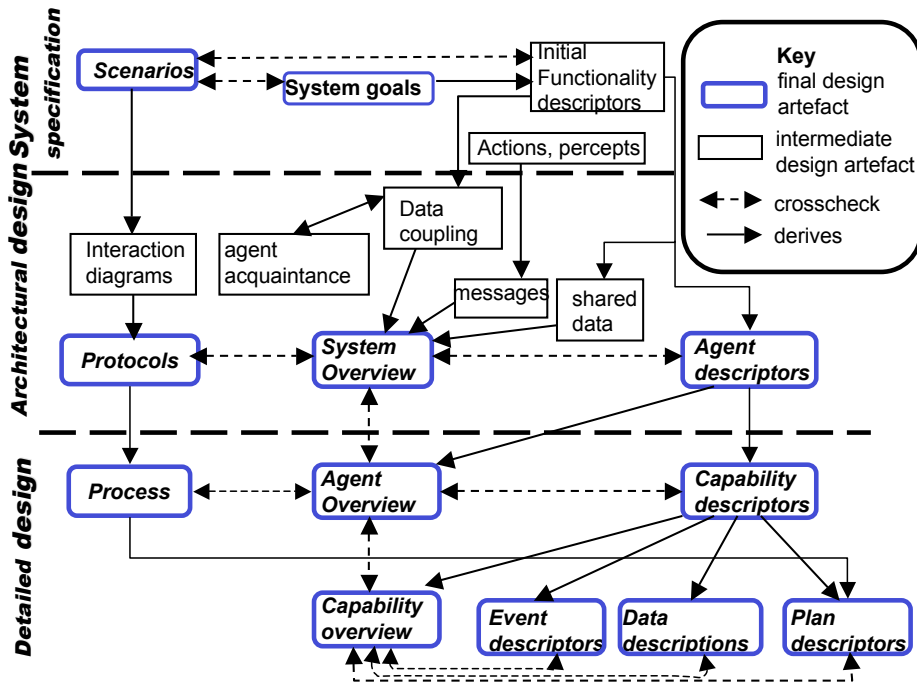 System
specification
Scenarios
System goals
Initial
Functionality
descriptors
Actions, percepts
Key
final design
artefact
intermediate
design artefact
crosscheck
derives
Architectural design
Interaction
diagrams
agent
acquaintance
Data
coupling
messages
shared
data
Protocols
System
Overview
Agent
descriptors
Detailed design
Process
Agent
Overview
Capability
descriptors
Capability
overview
Event
descriptors
Data
descriptions
Plan
descriptors